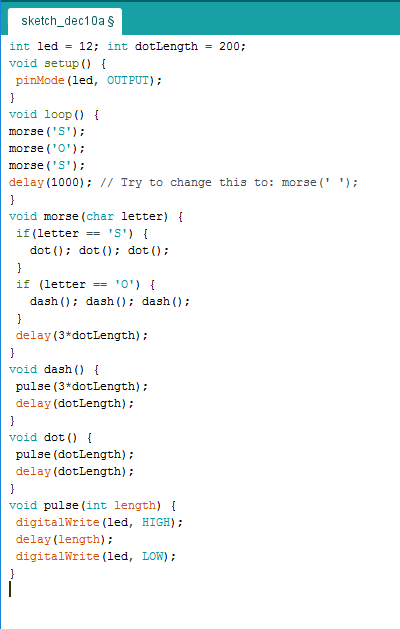 sketch_dec10a §
int led = 12; int dotLength = 200;
void setup() {
 pinMode(led, OUTPUT);
}
void loop() {
morse('S');
morse('O');
morse('S');
delay(1000); // Try to change this to: morse(' ');
}
void morse(char letter) {
 if(letter == 'S') {
   dot(); dot(); dot();
 }
 if (letter == 'O') {
   dash(); dash(); dash();
 }
 delay(3*dotLength);
}
void dash() {
 pulse(3*dotLength);
 delay(dotLength);
}
void dot() {
 pulse(dotLength);
 delay(dotLength);
}
void pulse(int length) {
 digitalWrite(led, HIGH);
 delay(length);
 digitalWrite(led, LOW);
}